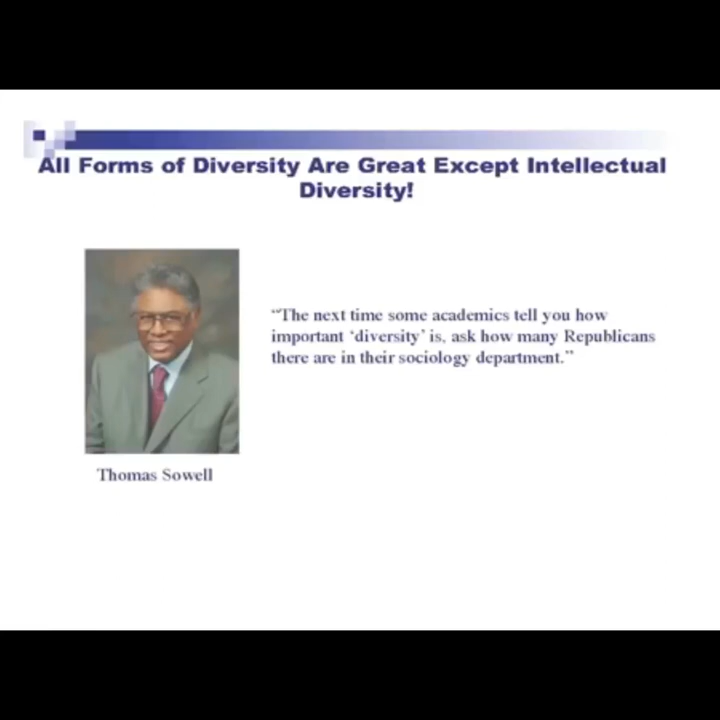 All Forms of Diversity Are Great Except Intellectual
Diversity!
“The next time some academics tell you how
important ‘diversity’ is, ask how many Republicans
there are in their sociology department.”
Thomas Sowell